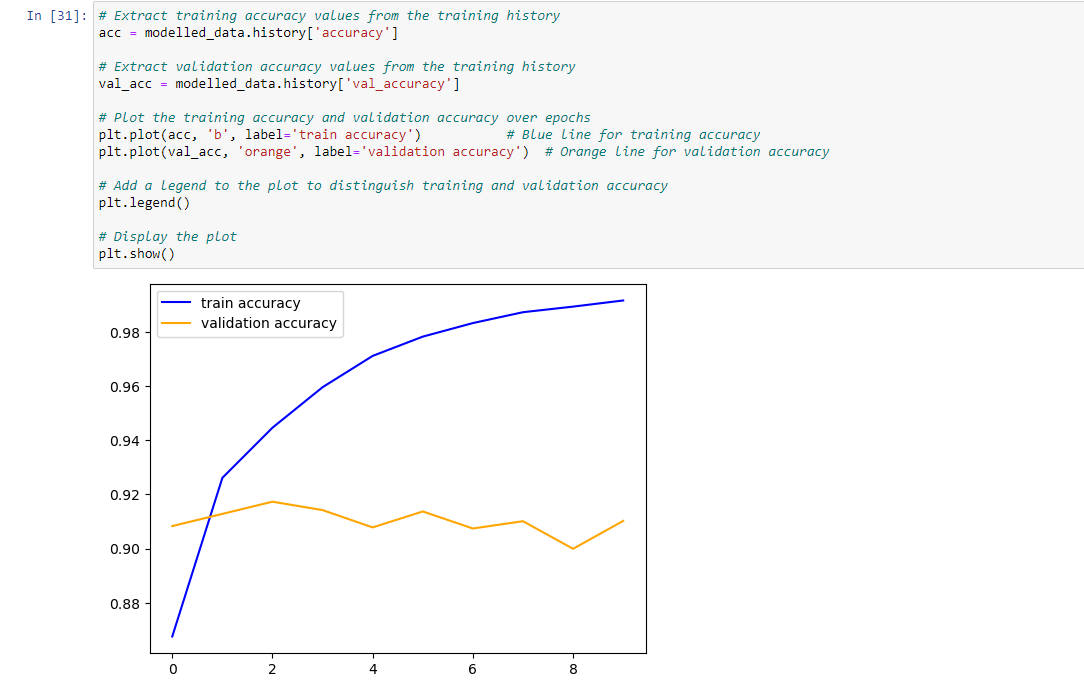 In [31]: # Extract training accuracy values from the training history
acc = modelled_data.history['accuracy']
# Extract validation accuracy values from the training history
val_acc = modelled_data.history['val_accuracy']
# Plot the training accuracy and validation accuracy over epochs
plt.plot(acc, 'b', label='train accuracy') # Blue line for training accuracy
plt.plot(val_acc, 'orange', label='validation accuracy') # Orange line for validation accuracy
# Add a legend to the plot to distinguish training and validation accuracy
plt.legend()
# Display the plot
plt.show()
train accuracy
validation accuracy
0.98
0.96
0.94
0.92
0.90
0.88
0 2 4 6 8